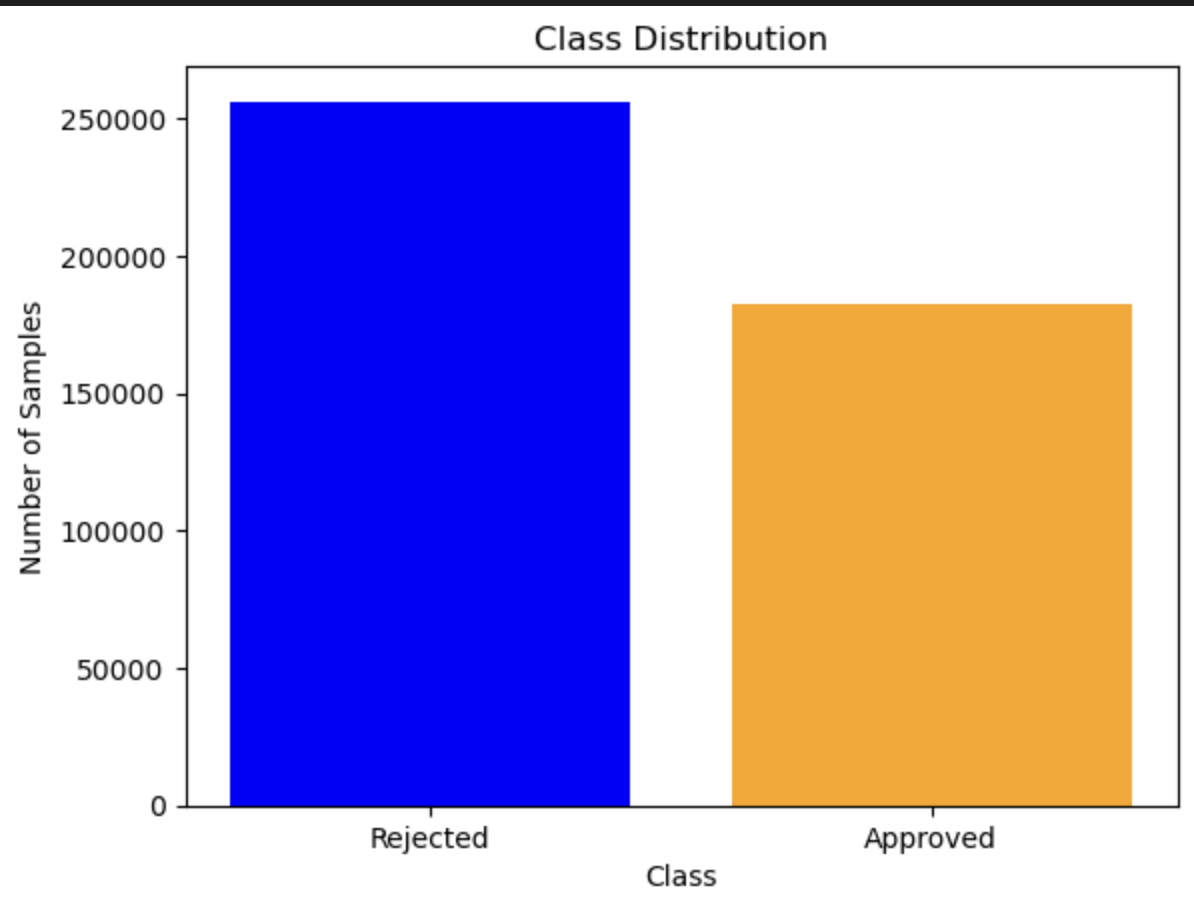 Class Distribution
Number of Samples
250000
200000
150000
100000
50000
0
Rejected
Approved
Class